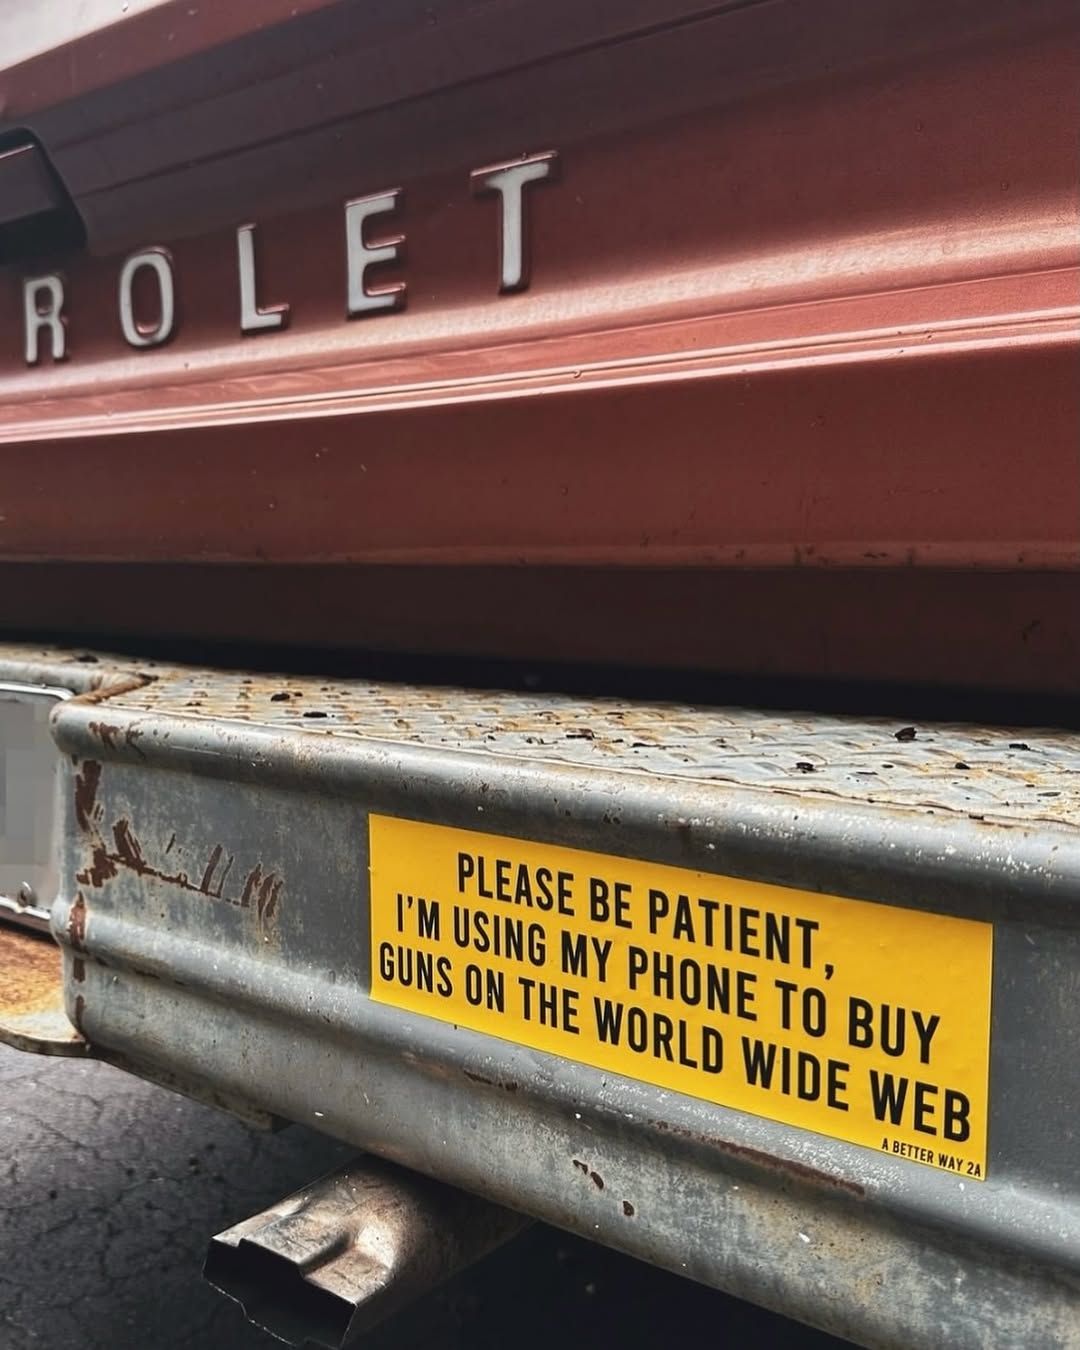 ROLET
PLEASE BE PATIENT,
I'M USING MY PHONE TO BUY
GUNS ON THE WORLD WIDE WEB
A BETTER WAY 2A